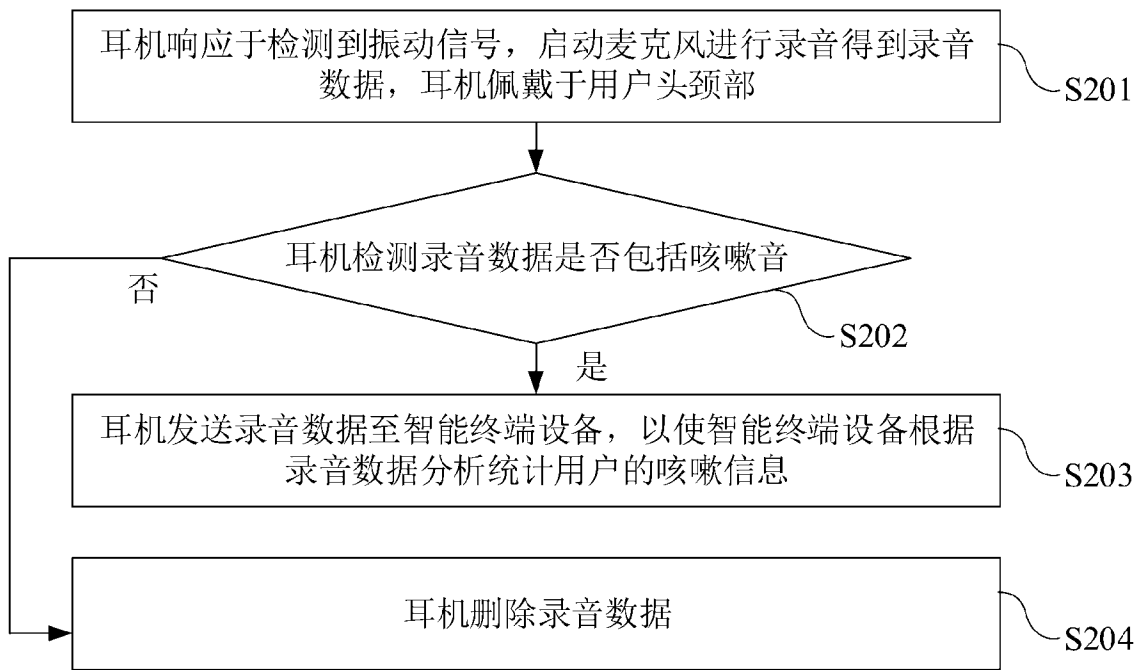 耳机响应于检测到振动信号，启动麦克风进行录音得到录音
数据，耳机佩戴于用户头颈部
S201
耳机检测录音数据是否包括咳嗽音
否
S202
是
耳机发送录音数据至智能终端设备，以使智能终端设备根据
录音数据分析统计用户的咳嗽信息
S203
耳机删除录音数据
S204